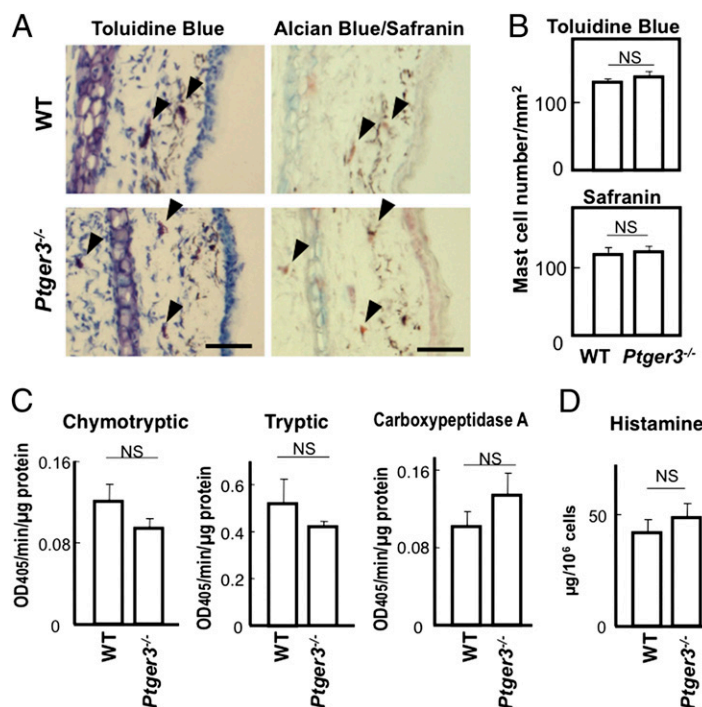 A
Toluidine Blue
Alcian Blue/Safranin
WT
Ptger3-/-
B
Toluidine Blue
NS
100
0
Safranin
NS
100
0
Mast cell number/mm2
WT
Ptger3-/-
C
Chymotryptic
NS
0.16
0.08
0
OD405/min/µg protein
WT
Ptger3-/-
Tryptic
NS
0.6
0.4
0
OD405/min/µg protein
WT
Ptger3-/-
Carboxypeptidase A
NS
0.16
0.08
0
OD405/min/µg protein
WT
Ptger3-/-
D
Histamine
NS
50
0
µg/106 cells
WT
Ptger3-/-